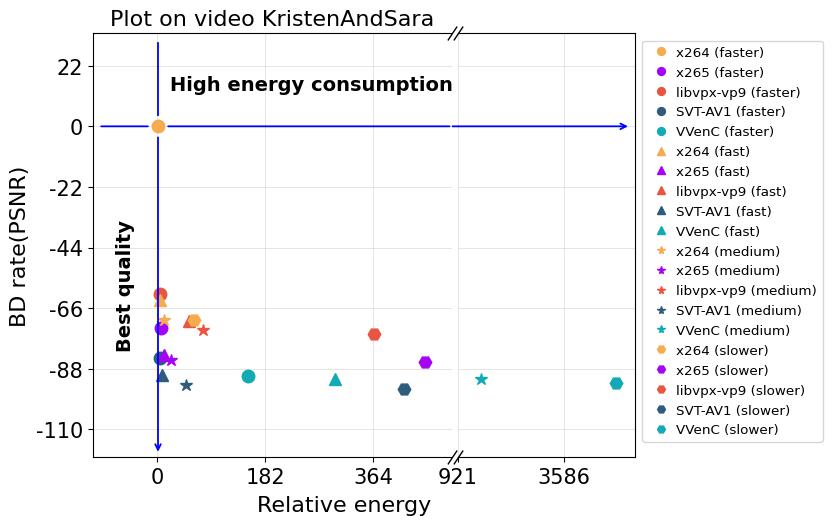 Plot on video KristenAndSara
High energy consumption
Best quality
BD rate(PSNR)
22
0
-22
-44
-66
-88
-110
0 182 364 921 3586
Relative energy
x264 (faster)
x265 (faster)
libvpx-vp9 (faster)
SVT-AV1 (faster)
VVenC (faster)
x264 (fast)
x265 (fast)
libvpx-vp9 (fast)
SVT-AV1 (fast)
VVenC (fast)
x264 (medium)
x265 (medium)
libvpx-vp9 (medium)
SVT-AV1 (medium)
VVenC (medium)
x264 (slower)
x265 (slower)
libvpx-vp9 (slower)
SVT-AV1 (slower)
VVenC (slower)